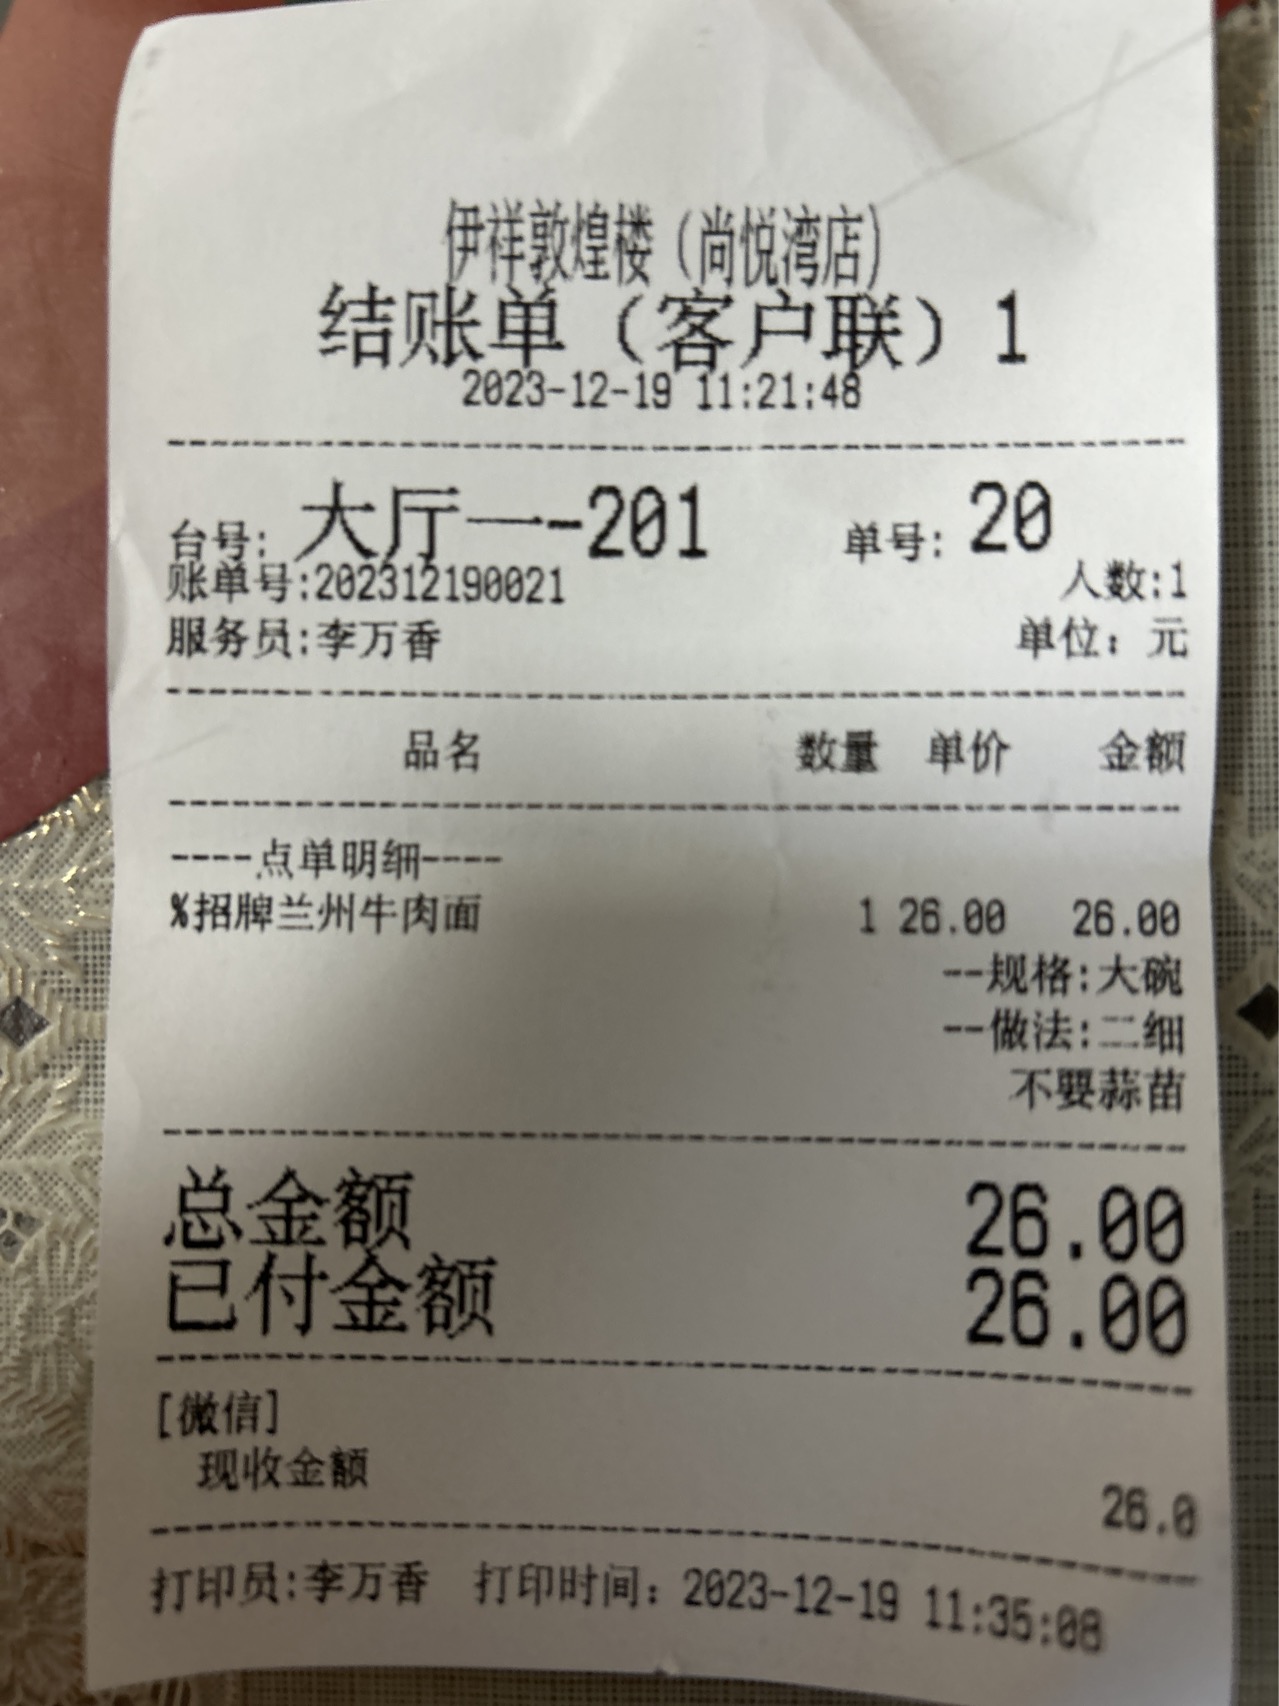 伊祥敦煌楼（尚悦湾店）
结账单（客户联）1
2023-12-19 11:21:48
台号: 大厅一-201 单号: 20
账单号:202312190021 人数:1
服务员:李万香 单位：元
品名 数量 单价 金额
----点单明细----
%招牌兰州牛肉面 1 26.00 26.00
--规格:大碗
--做法:二细
不要蒜苗
总金额 26.00
已付金额 26.00
[微信]
现收金额 26.0
打印员:李万香 打印时间: 2023-12-19 11:35:08